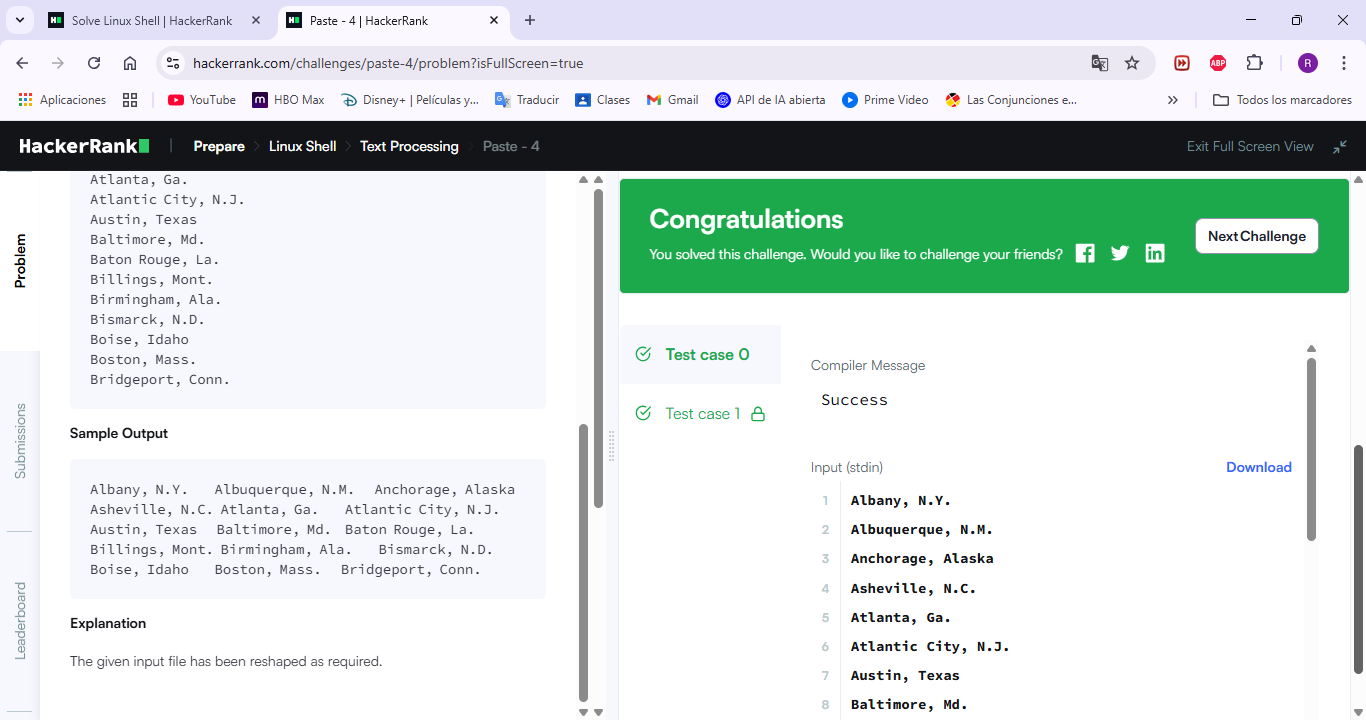 Solve Linux Shell | HackerRank
Paste - 4 | HackerRank
hackerrank.com/challenges/paste-4/problem?isFullScreen=true
ABP
R
Aplicaciones
YouTube
HBO Max
Disney+ | Películas y...
Traducir
Clases
Gmail
API de IA abierta
Prime Video
Las Conjunciones e...
Todos los marcadores
HackerRank
Prepare
Linux Shell
Text Processing
Paste - 4
Exit Full Screen View
Problem
Submissions
Leaderboard
Atlanta, Ga.
Atlantic City, N.J.
Austin, Texas
Baltimore, Md.
Baton Rouge, La.
Billings, Mont.
Birmingham, Ala.
Bismarck, N.D.
Boise, Idaho
Boston, Mass.
Bridgeport, Conn.
Sample Output
Albany, N.Y.   Albuquerque, N.M.  Anchorage, Alaska
Asheville, N.C. Atlanta, Ga.   Atlantic City, N.J.
Austin, Texas  Baltimore, Md.  Baton Rouge, La.
Billings, Mont. Birmingham, Ala.   Bismarck, N.D.
Boise, Idaho   Boston, Mass.  Bridgeport, Conn.
Explanation
The given input file has been reshaped as required.
Congratulations
You solved this challenge. Would you like to challenge your friends?
Next Challenge
Test case 0
Test case 1
Compiler Message
Success
Input (stdin)
Download
1 Albany, N.Y.
2 Albuquerque, N.M.
3 Anchorage, Alaska
4 Asheville, N.C.
5 Atlanta, Ga.
6 Atlantic City, N.J.
7 Austin, Texas
8 Baltimore, Md.